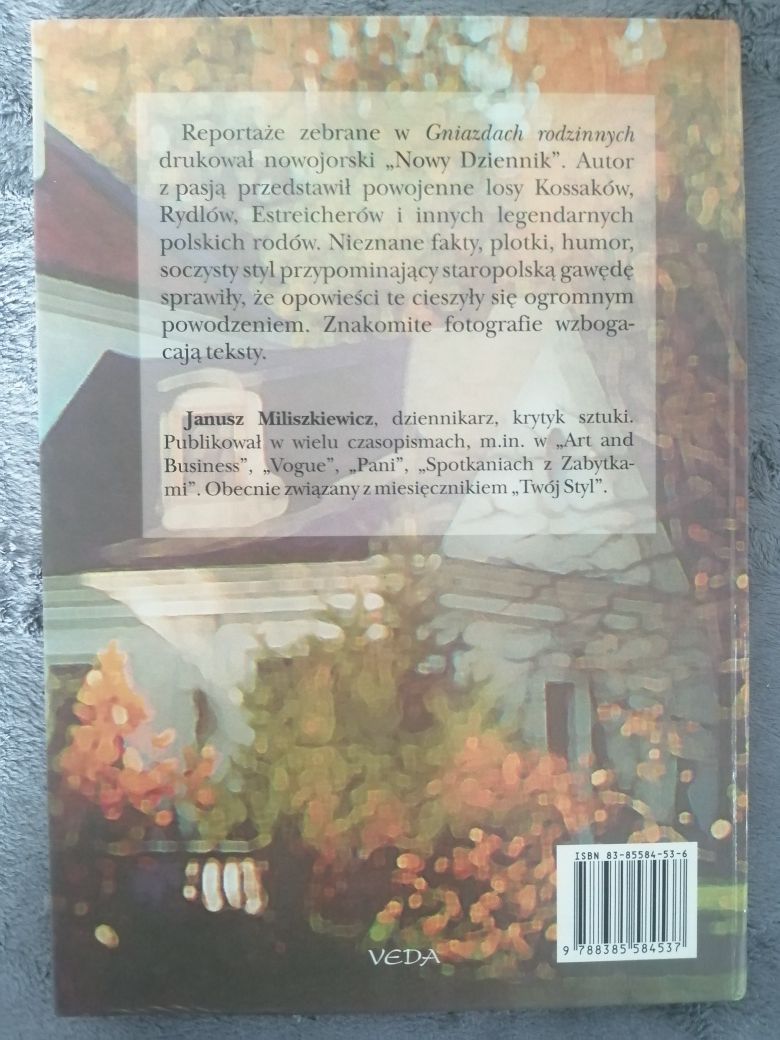 Reportaże zebrane w Gniazdach rodzinnych
drukował nowojorski „Nowy Dziennik”. Autor
z pasją przedstawił powojenne losy Kossaków,
Rydlów, Estreicherów i innych legendarnych
polskich rodów. Nieznane fakty, plotki, humor,
soczysty styl przypominający staropolską gawędę
sprawiły, że opowieści te cieszyły się ogromnym
powodzeniem. Znakomite fotografie wzboga-
cają teksty.
Janusz Miliszkiewicz, dziennikarz, krytyk sztuki.
Publikował w wielu czasopismach, m.in. w „Art and
Business”, „Vogue”, „Pani”, „Spotkaniach z Zabytka-
mi”. Obecnie związany z miesięcznikiem „Twój Styl”.
ISBN 83-85584-53-6
9 788385 584537
VEDA